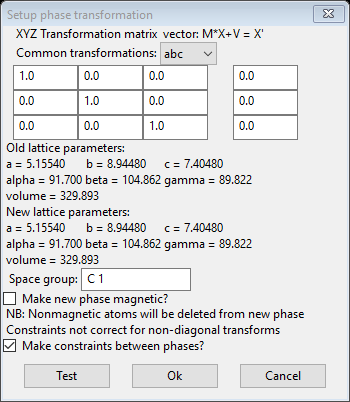 Setup phase transformation
XYZ Transformation matrix vector: M*X+V = X'
Common transformations: abc
1.0 0.0 0.0 0.0
0.0 1.0 0.0 0.0
0.0 0.0 1.0 0.0
Old lattice parameters:
a = 5.15540 b = 8.94480 c = 7.40480
alpha = 91.700 beta = 104.862 gamma = 89.822
volume = 329.893
New lattice parameters:
a = 5.15540 b = 8.94480 c = 7.40480
alpha = 91.700 beta = 104.862 gamma = 89.822
volume = 329.893
Space group: C 1
Make new phase magnetic?
NB: Nonmagnetic atoms will be deleted from new phase
Constraints not correct for non-diagonal transforms
Make constraints between phases?
Test Ok Cancel